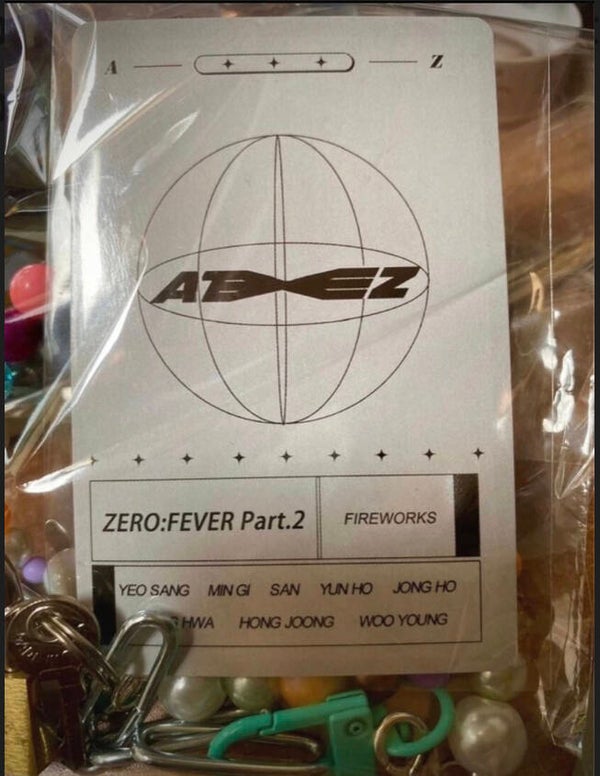 A Z
ATEEZ
ZERO:FEVER Part.2 FIREWORKS
YEO SANG MIN GI SAN YUN HO JONG HO
HWA HONG JOONG WOO YOUNG